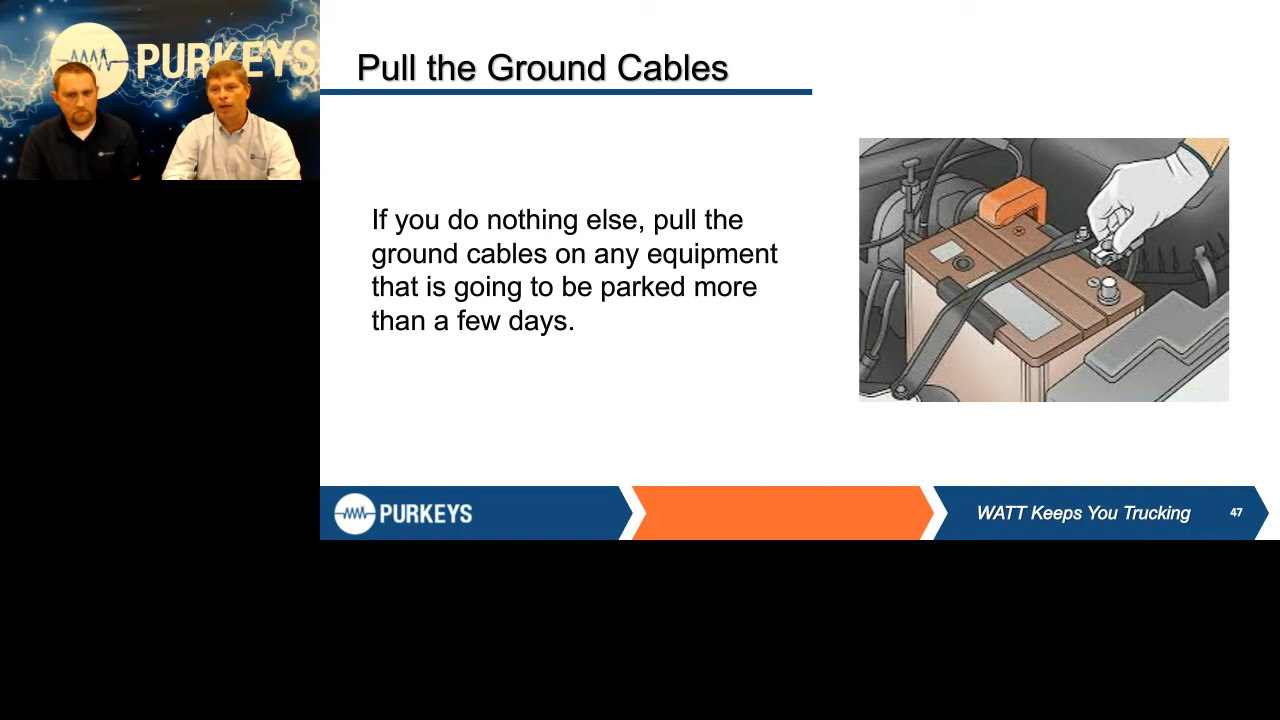 PURKEYS
Pull the Ground Cables
If you do nothing else, pull the
ground cables on any equipment
that is going to be parked more
than a few days.
PURKEYS
WATT Keeps You Trucking
47